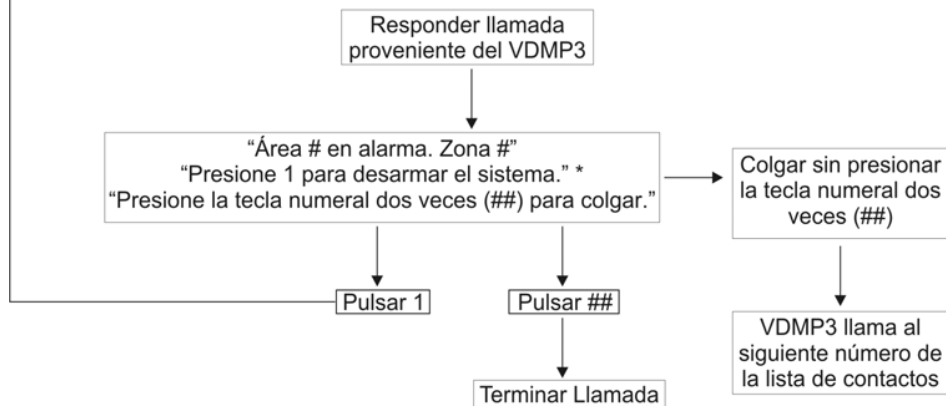 Responder llamada
proveniente del VDMP3
“Área # en alarma. Zona #”
“Presione 1 para desarmar el sistema.” *
“Presione la tecla numeral dos veces (##) para colgar.”
Colgar sin presionar
la tecla numeral dos
veces (##)
Pulsar 1
Pulsar ##
VDMP3 llama al
siguiente número de
la lista de contactos
Terminar Llamada